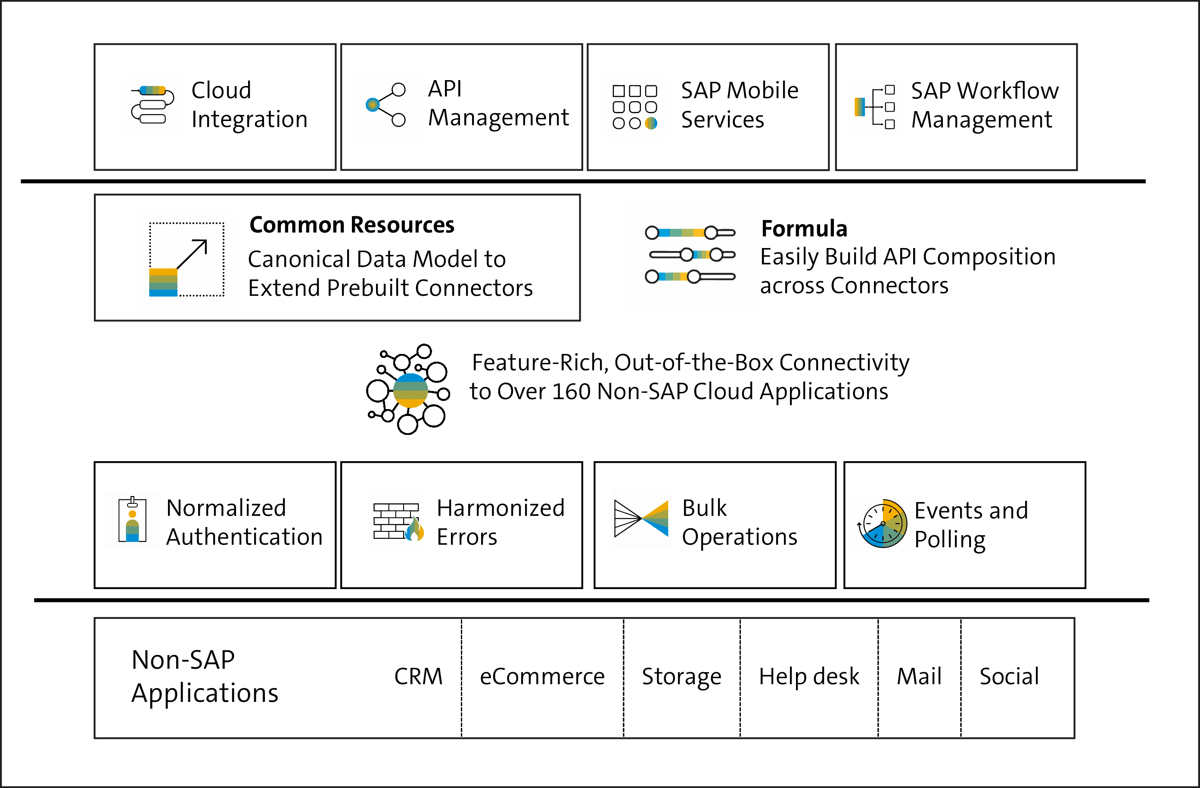 Cloud
Integration
API
Management
SAP Mobile
Services
SAP Workflow
Management
Common Resources
Canonical Data Model to
Extend Prebuilt Connectors
Formula
Easily Build API Composition
across Connectors
Feature-Rich, Out-of-the-Box Connectivity
to Over 160 Non-SAP Cloud Applications
Normalized
Authentication
Harmonized
Errors
Bulk
Operations
Events and
Polling
Non-SAP
Applications
CRM
eCommerce
Storage
Help desk
Mail
Social